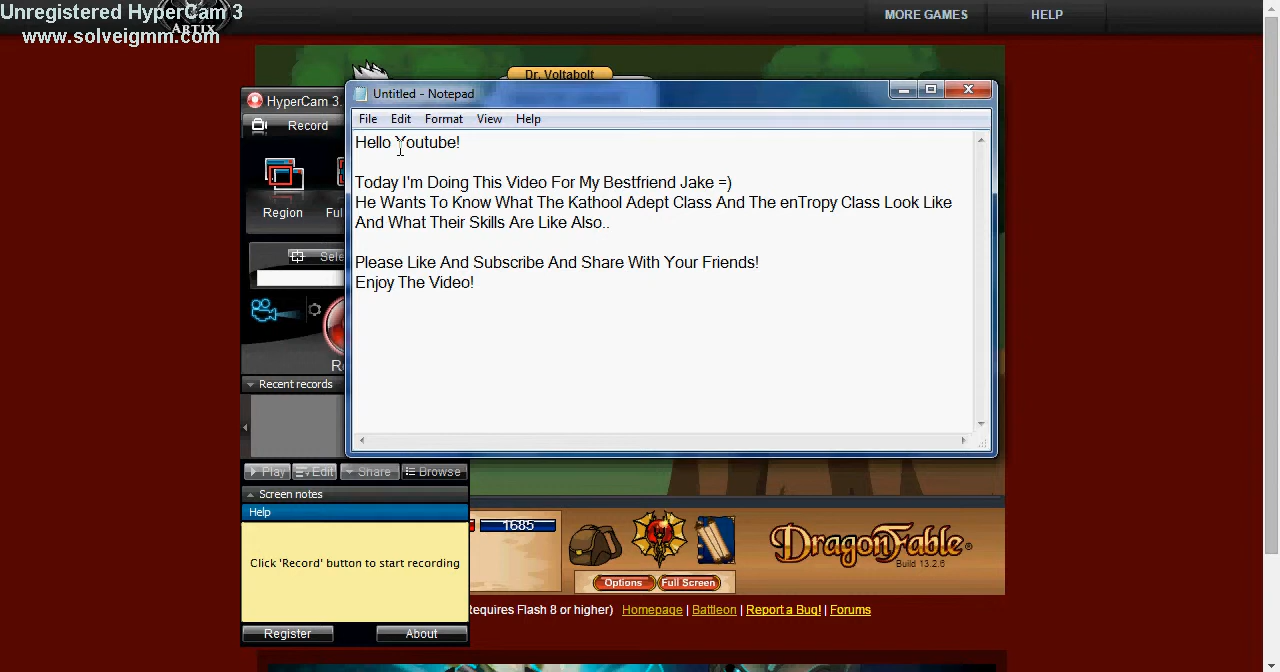 Unregistered HyperCam 3
www.solveigmm.com
ARTIX
MORE GAMES
HELP
Dr. Voltabolt
HyperCam 3.
Record
Region
Untitled - Notepad
File Edit Format View Help
Hello Youtube!
Today I'm Doing This Video For My Bestfriend Jake =)
He Wants To Know What The Kathool Adept Class And The enTropy Class Look Like
And What Their Skills Are Like Also..
Please Like And Subscribe And Share With Your Friends!
Enjoy The Video!
Recent records
Play Edit Share Browse
Screen notes
Help
Click 'Record' button to start recording
Register About
1685
Options Full Screen
DragonFable
Build 13.2.6
equires Flash 8 or higher) Homepage | Battleon | Report a Bug! | Forums